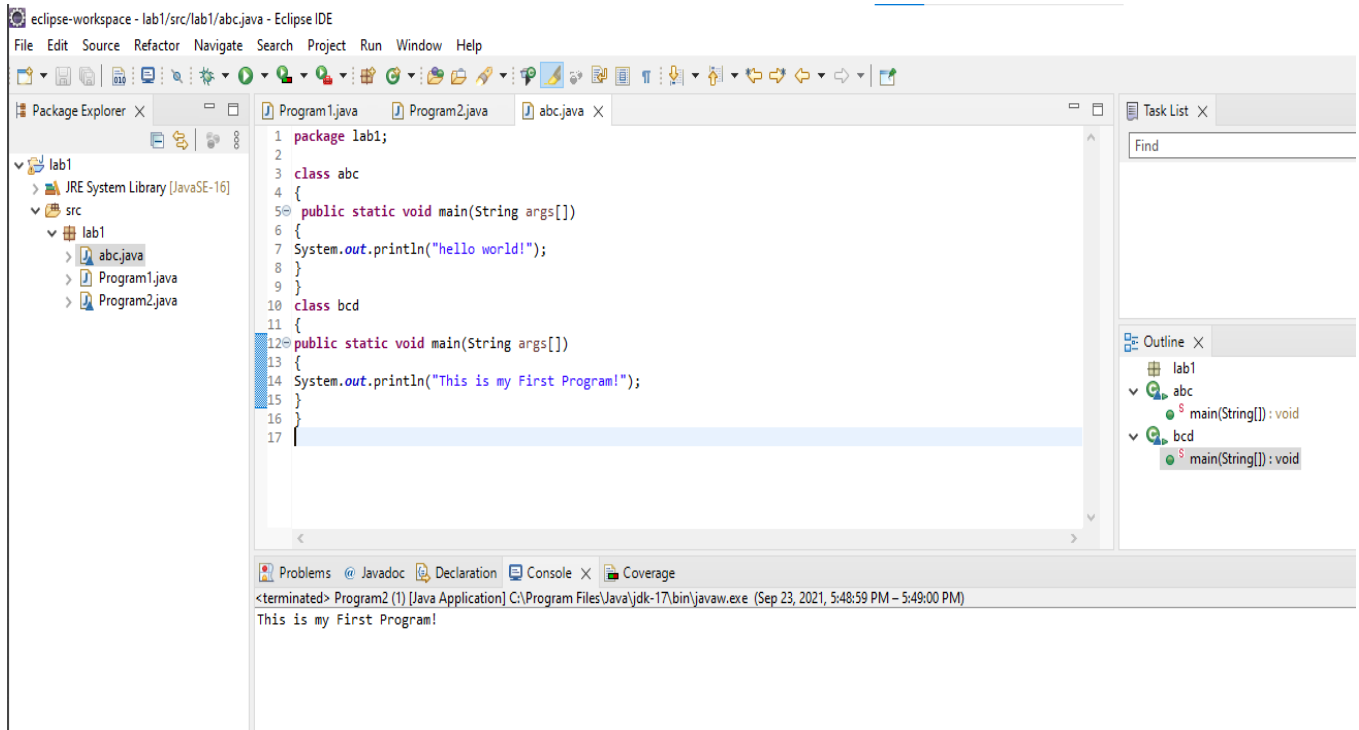 eclipse-workspace - lab1/src/lab1/abc.java - Eclipse IDE
File Edit Source Refactor Navigate Search Project Run Window Help
Package Explorer
lab1
JRE System Library [JavaSE-16]
src
lab1
abc.java
Program1.java
Program2.java
Program1.java Program2.java abc.java
1 package lab1;
2
3 class abc
4 {
5 public static void main(String args[])
6 {
7 System.out.println("hello world!");
8 }
9 }
10 class bcd
11 {
12 public static void main(String args[])
13 {
14 System.out.println("This is my First Program!");
15 }
16 }
17
Task List
Find
Outline
lab1
abc
S main(String[]) : void
bcd
S main(String[]) : void
Problems @ Javadoc Declaration Console Coverage
<terminated> Program2 (1) [Java Application] C:\Program Files\Java\jdk-17\bin\javaw.exe (Sep 23, 2021, 5:48:59 PM – 5:49:00 PM)
This is my First Program!